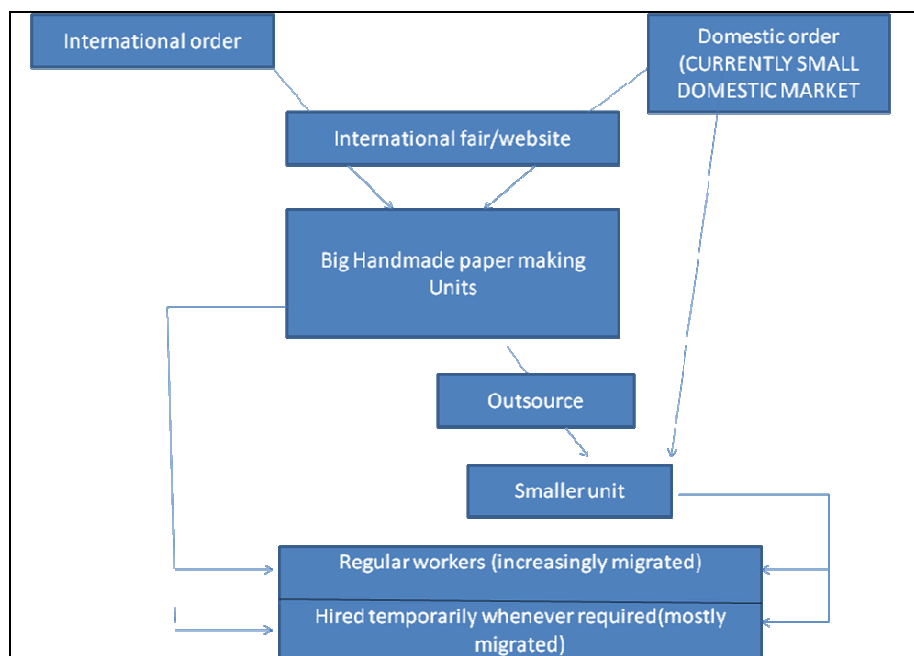 International order
Domestic order
(CURRENTLY SMALL
DOMESTIC MARKET
International fair/website
Big Handmade paper making
Units
Outsource
Smaller unit
Regular workers (increasingly migrated)
Hired temporarily whenever required(mostly
migrated)